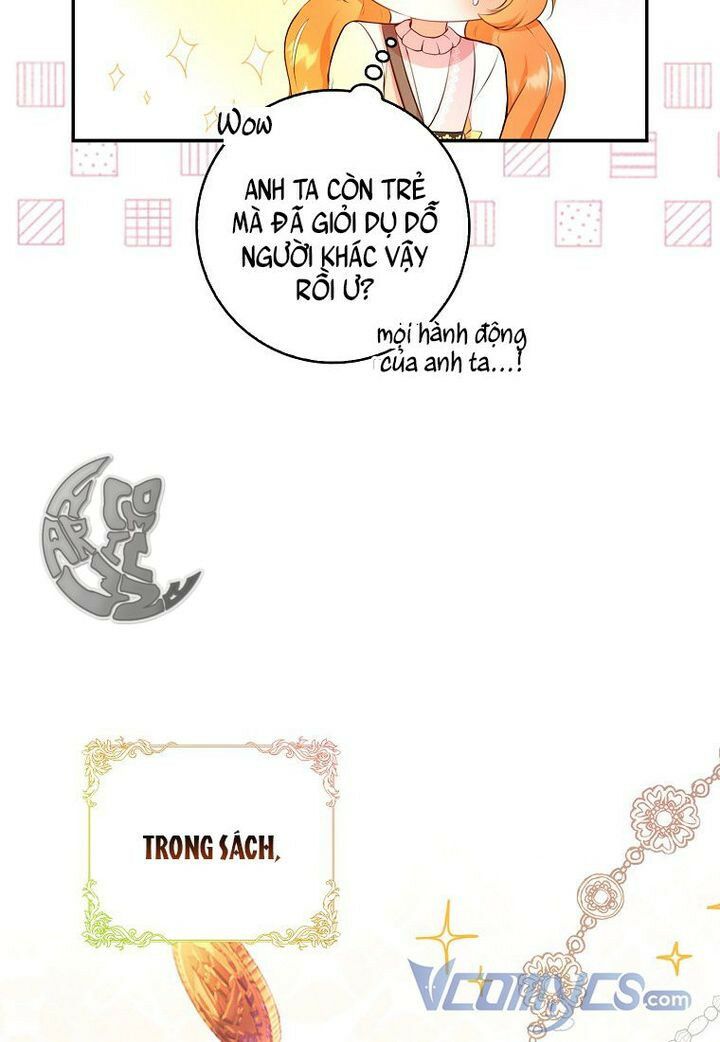 Wow
ANH TA CÒN TRẺ
MÀ ĐÃ GIỎI DỤ DỖ
NGƯỜI KHÁC VẬY
RỒI Ư?
mọi hành động
của anh ta...!
TRONG SÁCH,
VCOMYCS.com